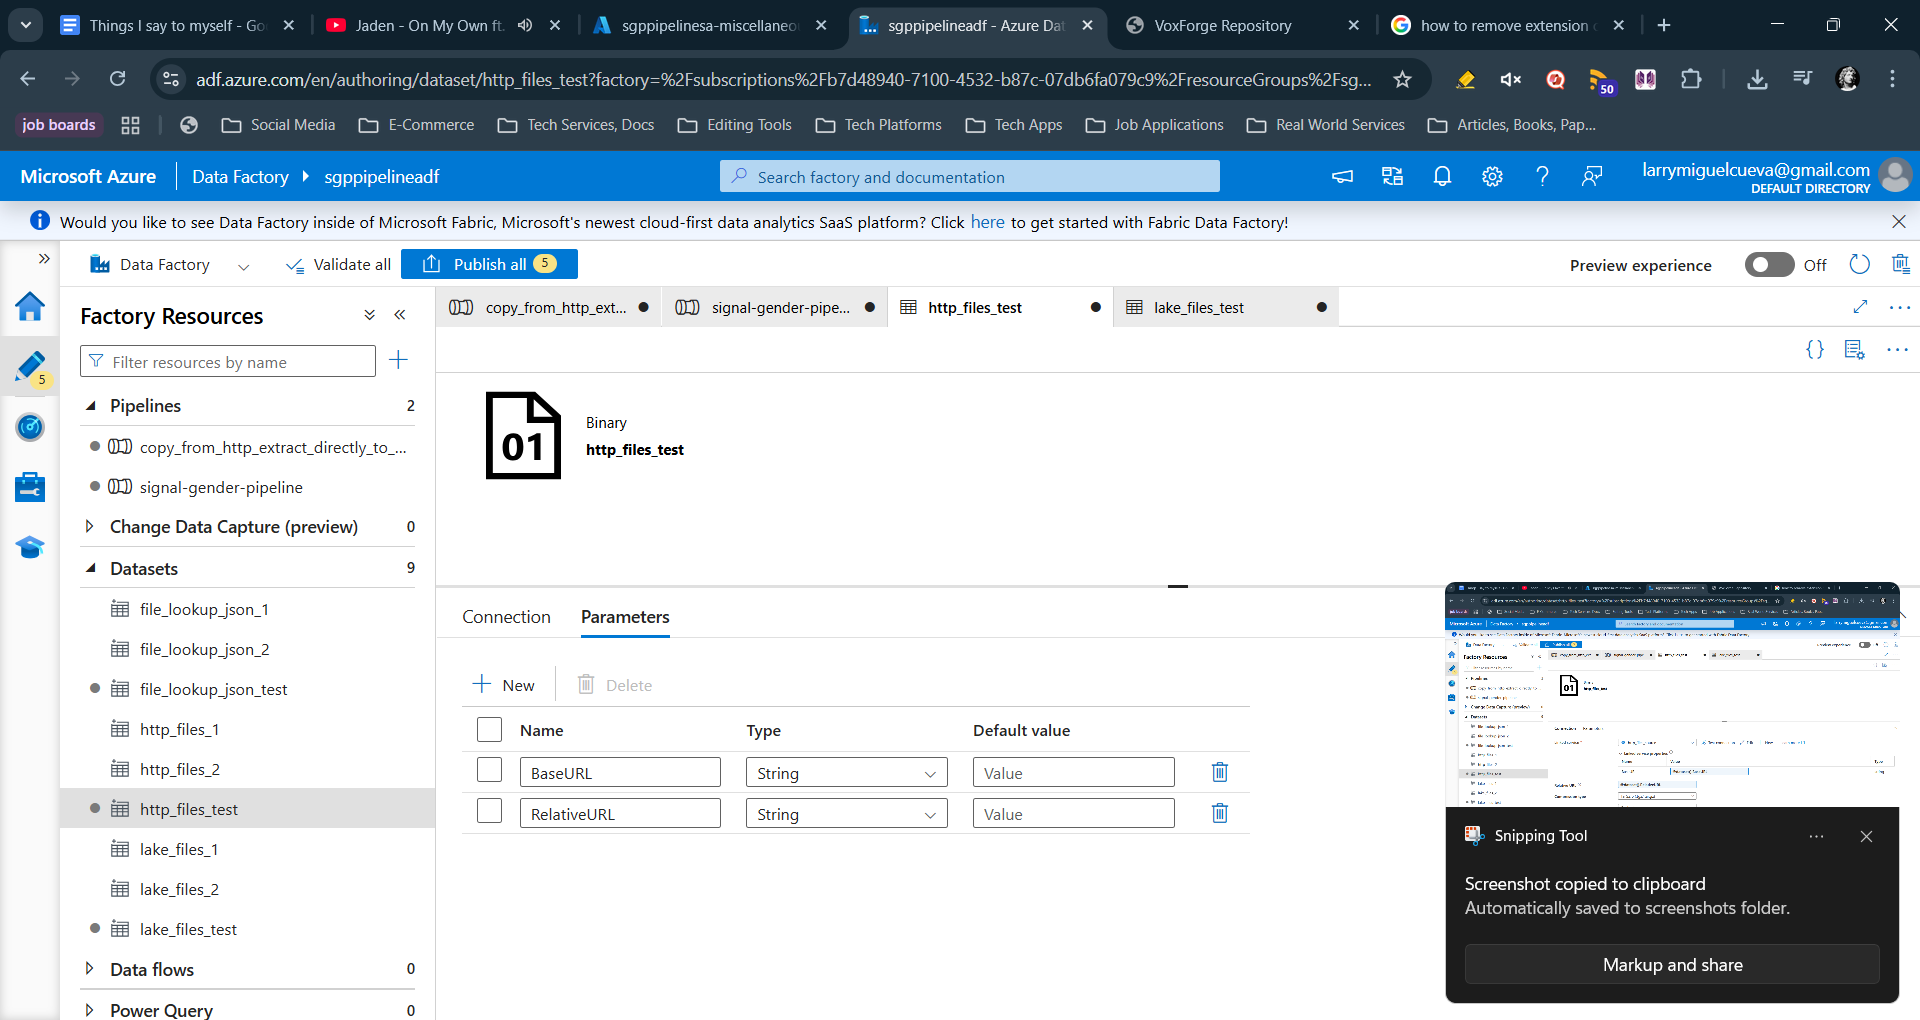 Things I say to myself - Go
Jaden - On My Own ft.
sgppipelinesa-miscellaneo
sgppipelineadf - Azure Dat
VoxForge Repository
how to remove extension
adf.azure.com/en/authoring/dataset/http_files_test?factory=%2Fsubscriptions%2Fb7d48940-7100-4532-b87c-07db6fa079c9%2FresourceGroups%2Fsg...
50
job boards
Social Media
E-Commerce
Tech Services, Docs
Editing Tools
Tech Platforms
Tech Apps
Job Applications
Real World Services
Articles, Books, Pap...
Microsoft Azure
Data Factory
sgppipelineadf
Search factory and documentation
larrymiguelcueva@gmail.com
DEFAULT DIRECTORY
Would you like to see Data Factory inside of Microsoft Fabric, Microsoft's newest cloud-first data analytics SaaS platform? Click here to get started with Fabric Data Factory!
Data Factory
Validate all
Publish all 5
Preview experience
Off
5
Factory Resources
Filter resources by name
Pipelines 2
copy_from_http_extract_directly_to_...
signal-gender-pipeline
Change Data Capture (preview) 0
Datasets 9
file_lookup_json_1
file_lookup_json_2
file_lookup_json_test
http_files_1
http_files_2
http_files_test
lake_files_1
lake_files_2
lake_files_test
Data flows 0
Power Query 0
copy_from_http_ext...
signal-gender-pipe...
http_files_test
lake_files_test
{}
01
Binary
http_files_test
Connection
Parameters
New
Delete
Name Type Default value
BaseURL String Value
RelativeURL String Value
Snipping Tool
Screenshot copied to clipboard
Automatically saved to screenshots folder.
Markup and share